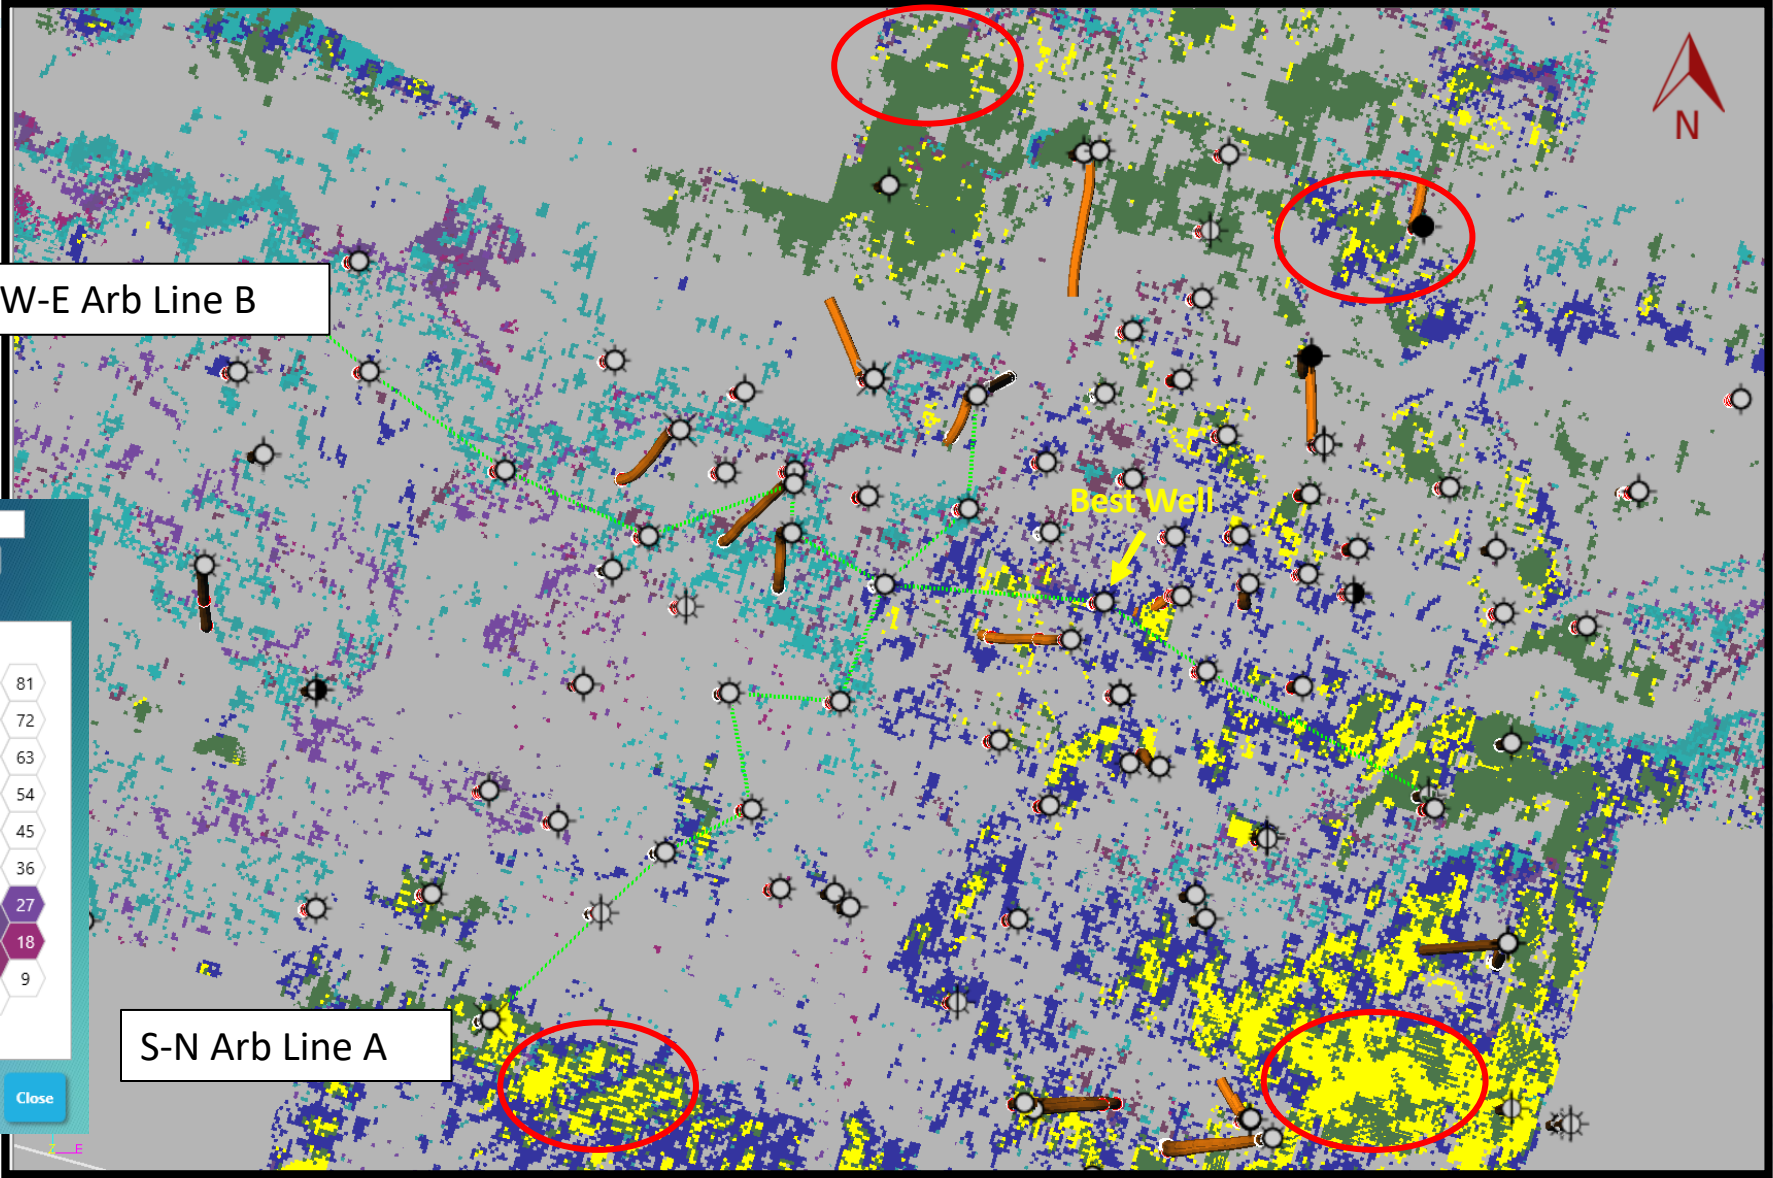 N
W-E Arb Line B
Best Well
81
72
63
54
45
36
27
18
9
S-N Arb Line A
Close
Z
E